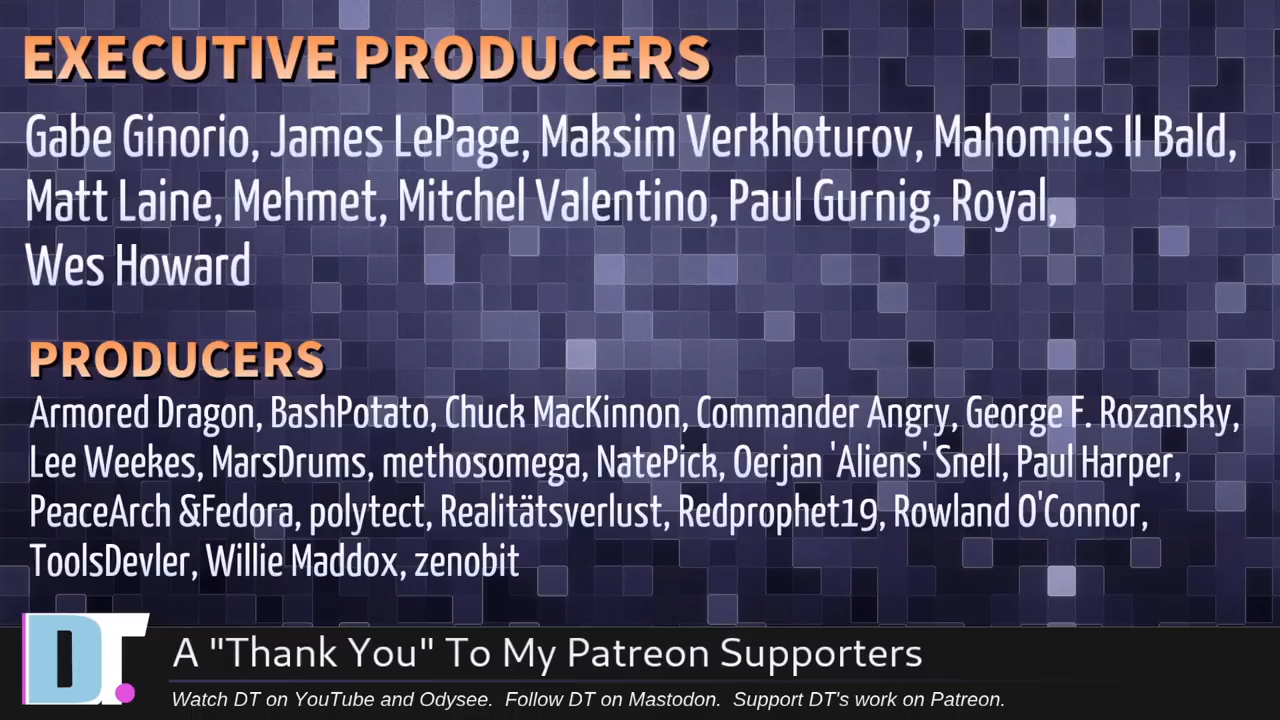 EXECUTIVE PRODUCERS
Gabe Ginorio, James LePage, Maksim Verkhoturov, Mahomies II Bald,
Matt Laine, Mehmet, Mitchel Valentino, Paul Gurnig, Royal,
Wes Howard
PRODUCERS
Armored Dragon, BashPotato, Chuck MacKinnon, Commander Angry, George F. Rozansky,
Lee Weekes, MarsDrums, methosomega, NatePick, Oerjan 'Aliens' Snell, Paul Harper,
PeaceArch &Fedora, polytect, Realitätsverlust, Redprophet19, Rowland O'Connor,
ToolsDevler, Willie Maddox, zenobit
DT.
A "Thank You" To My Patreon Supporters
Watch DT on YouTube and Odysee. Follow DT on Mastodon. Support DT's work on Patreon.